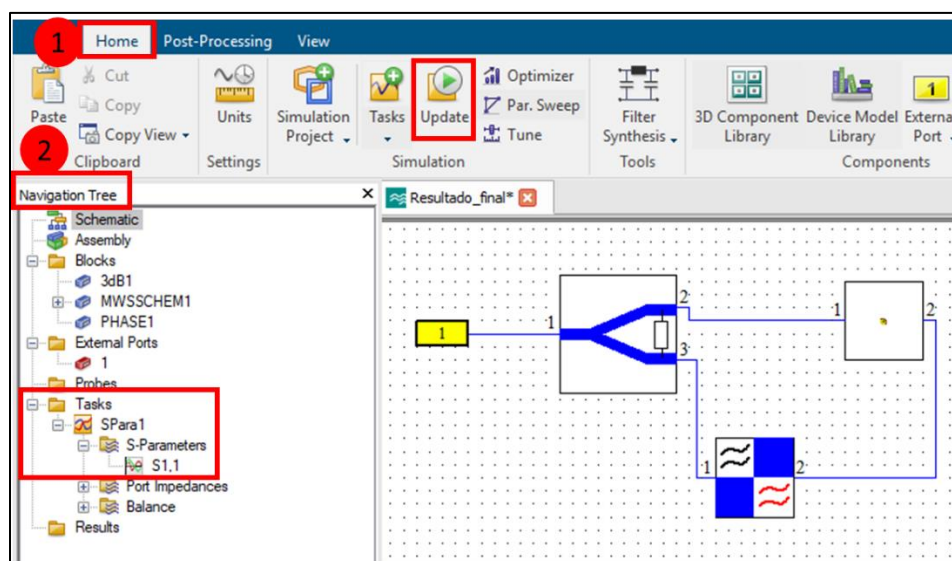 1
Home Post-Processing View
Paste
Cut
Copy
Copy View
Clipboard
Units
Settings
Simulation
Project
Tasks
Update
Optimizer
Par. Sweep
Tune
Simulation
Filter
Synthesis
Tools
3D Component
Library
Device Model
Library
1
Externa
Port
Components
2
Navigation Tree
Schematic
Assembly
Blocks
3dB1
MWSSCHEM1
PHASE1
External Ports
1
Probes
Tasks
SPara1
S-Parameters
S1,1
Port Impedances
Balance
Results
Resultado_final*
1
1
2
3
1
2
1
2